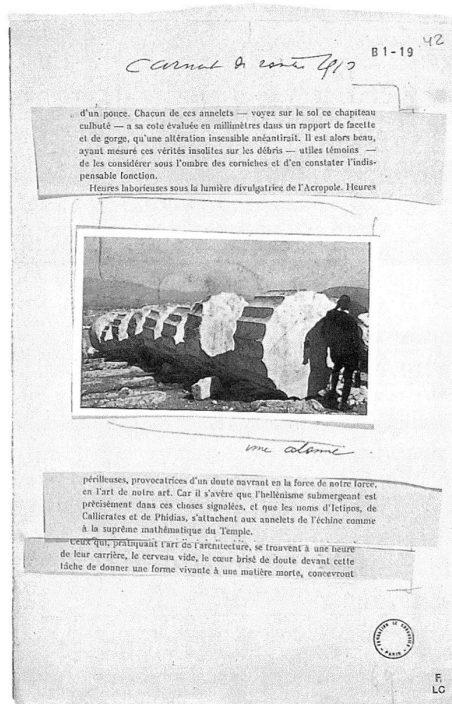 B1-19
42
Carnet de route 1910
d'un pouce. Chacun de ces annelets — voyez sur le sol ce chapiteau
culbuté — a sa cote évaluée en millimètres dans un rapport de facette
et de gorge, qu'une altération insensible anéantirait. Il est alors beau,
ayant mesuré ces vérités insolites sur les débris — utiles témoins —
de les considérer sous l'ombre des corniches et d'en constater l'indis-
pensable fonction.
Heures laborieuses sous la lumière divulgatrice de l'Acropole. Heures
une colonne
périlleuses, provocatrices d'un doute navrant en la force de notre force,
en l'art de notre art. Car il s'avère que l'hellénisme submergeant est
précisément dans ces choses signalées, et que les noms d'Ictinos, de
Callicrates et de Phidias, s'attachent aux annelets de l'échine comme
à la suprême mathématique du Temple.
Ceux qui, pratiquant l'art de l'architecture, se trouvent à une heure
de leur carrière, le cerveau vide, le cœur brisé de doute devant cette
tâche de donner une forme vivante à une matière morte, concevront
FONDATION LE CORBUSIER
PARIS
F.
LC